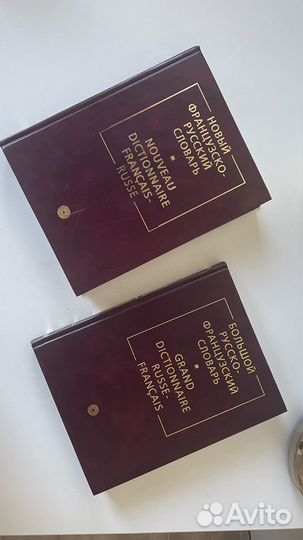 НОВЫЙ
ФРАНЦУЗСКО-
РУССКИЙ
СЛОВАРЬ
NOUVEAU
DICTIONNAIRE
FRANÇAIS-
RUSSE
БОЛЬШОЙ
РУССКО-
ФРАНЦУЗСКИЙ
СЛОВАРЬ
GRAND
DICTIONNAIRE
RUSSE-
FRANÇAIS
Avito